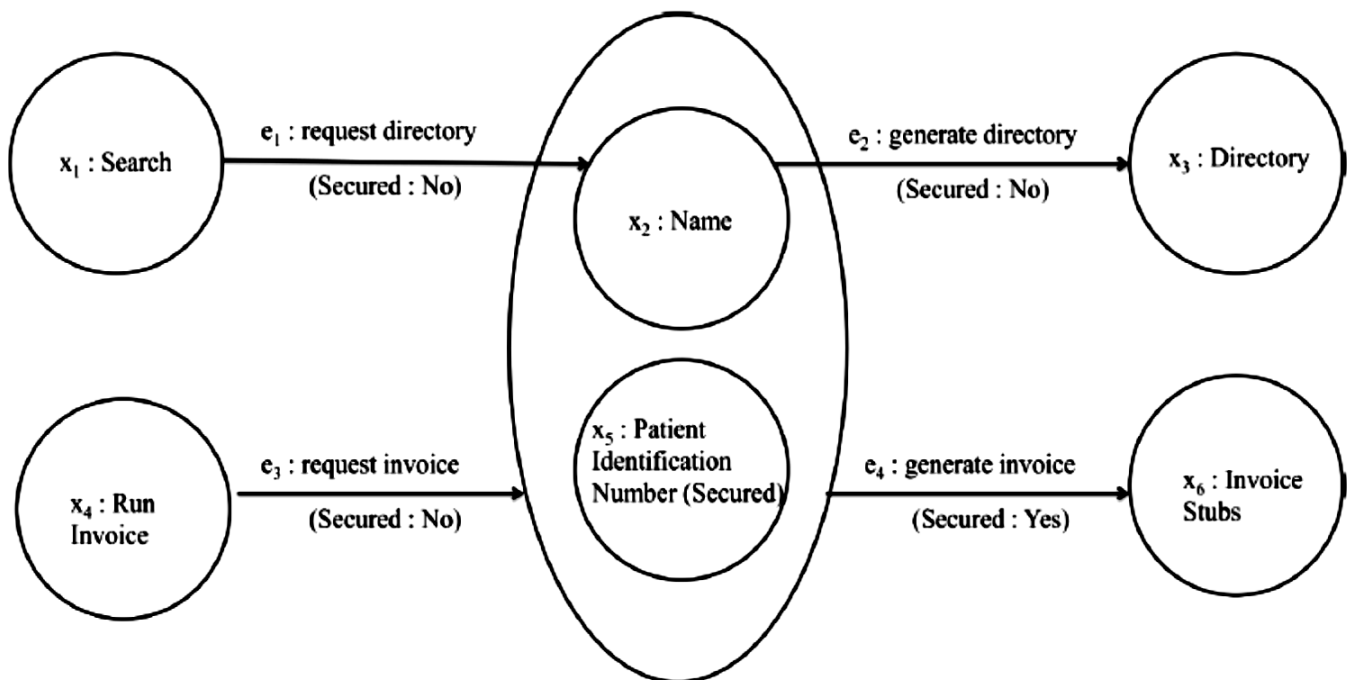 x₁ : Search
e₁ : request directory
(Secured : No)
x₂ : Name
e₂ : generate directory
(Secured : No)
x₃ : Directory
x₄ : Run
Invoice
e₃ : request invoice
(Secured : No)
x₅ : Patient
Identification
Number (Secured)
e₄ : generate invoice
(Secured : Yes)
x₆ : Invoice
Stubs